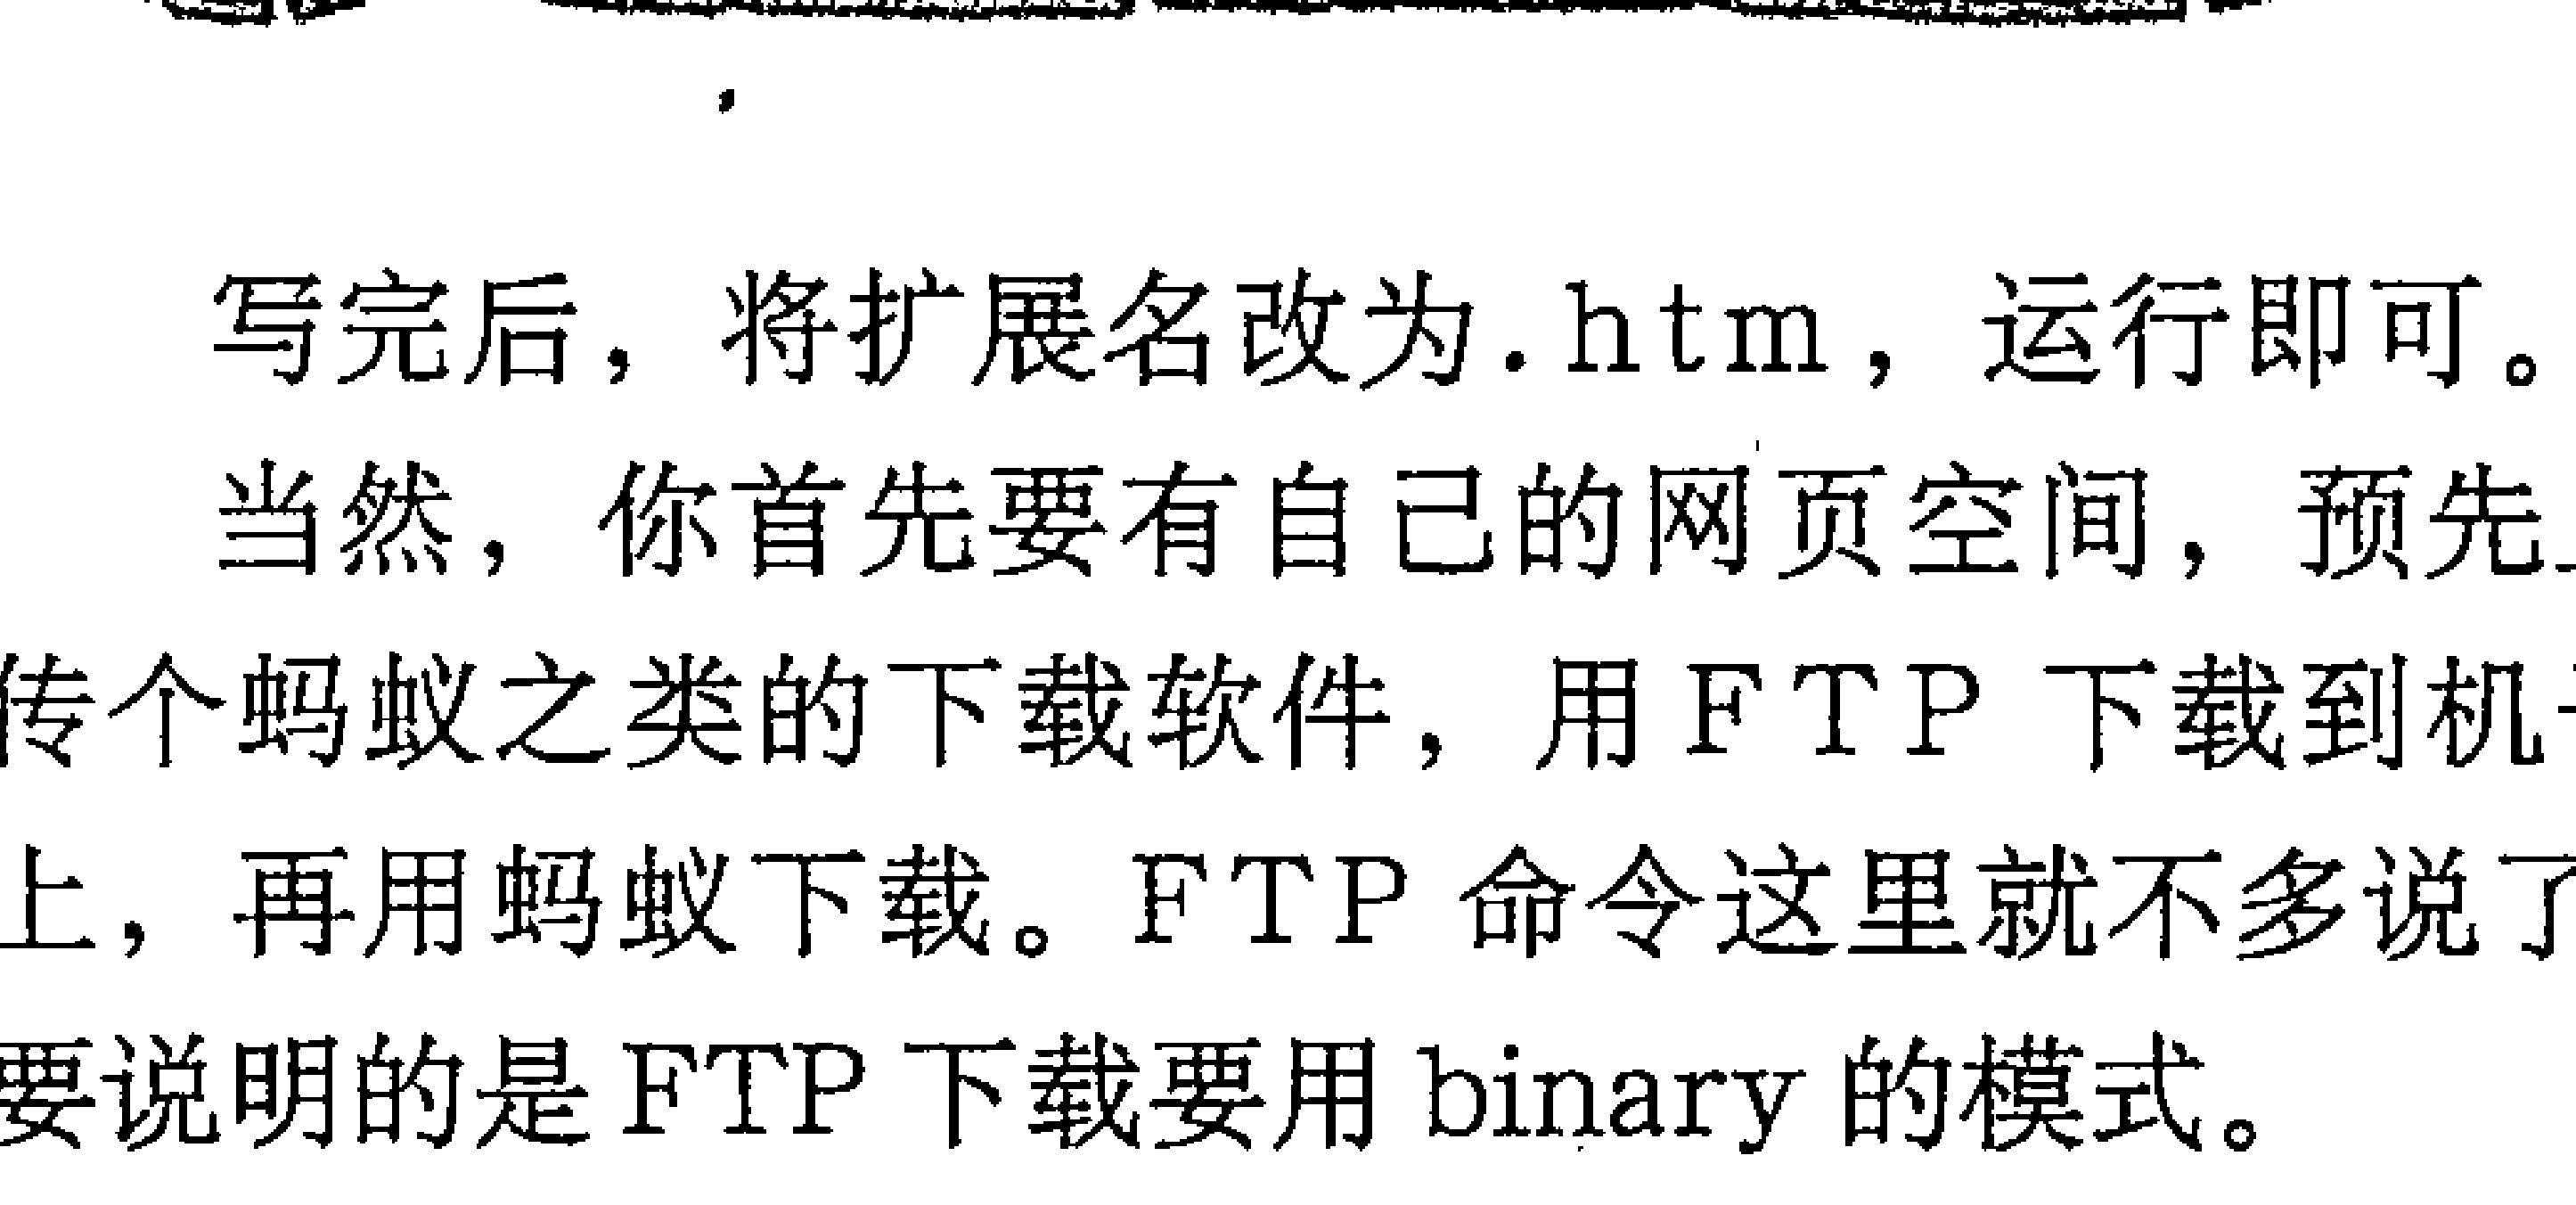 写完后，将扩展名改为.htm，运行即可。
当然，你首先要有自己的网页空间，预先上
传个蚂蚁之类的下载软件，用FTP下载到机子
上，再用蚂蚁下载。FTP命令这里就不多说了
要说明的是FTP下载要用binary的模式。